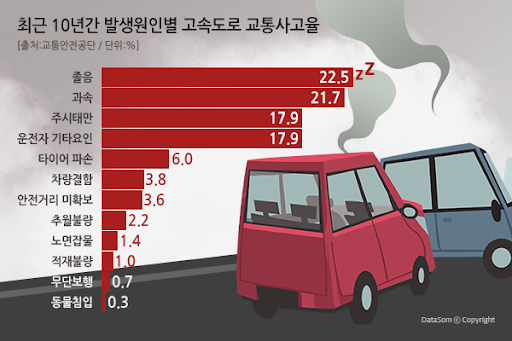 최근 10년간 발생원인별 고속도로 교통사고율
[출처:교통안전공단 / 단위:%]
졸음 22.5 zZ
과속 21.7
주시태만 17.9
운전자 기타요인 17.9
타이어 파손 6.0
차량결함 3.8
안전거리 미확보 3.6
추월불량 2.2
노면잡물 1.4
적재불량 1.0
무단보행 0.7
동물침입 0.3
DataSom ⓒ Copyright